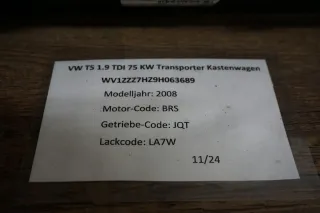 VW T5 1.9 TDI 75 KW Transporter Kastenwagen
WV1ZZZ7HZ9H063689
Modelljahr: 2008
Motor-Code: BRS
Getriebe-Code: JQT
Lackcode: LA7W
11/24